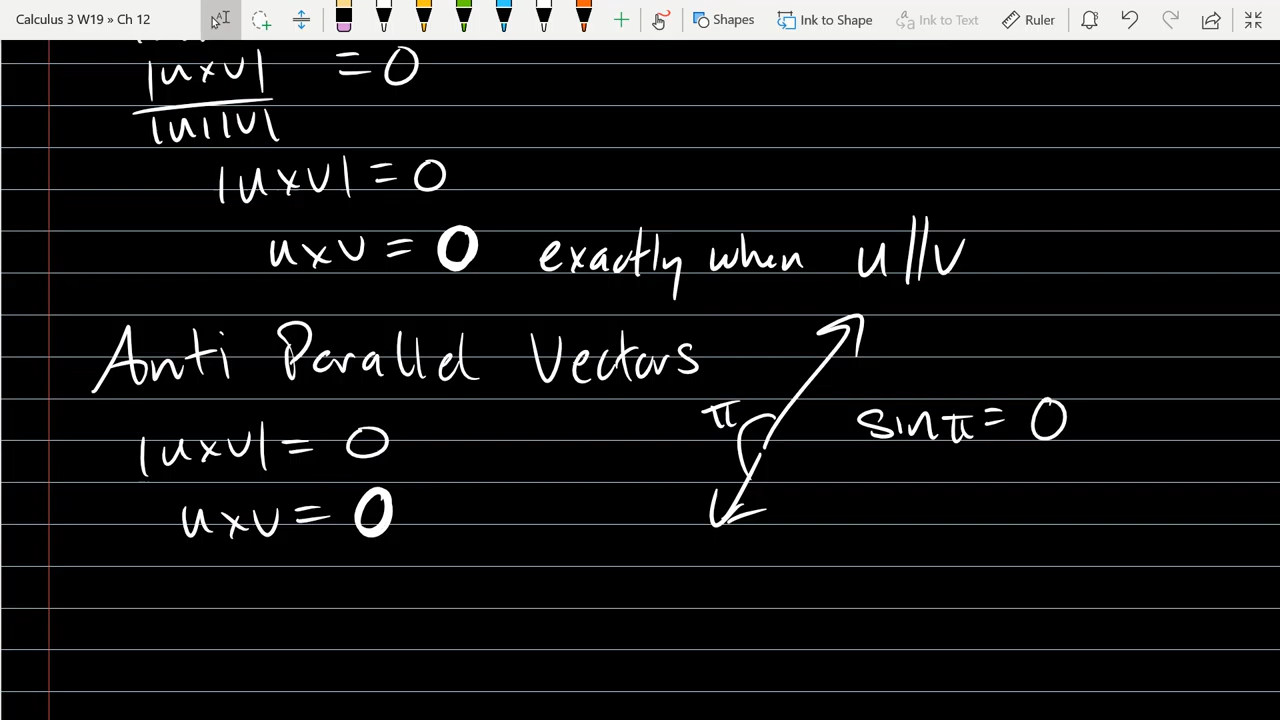 Calculus 3 W19 » Ch 12
Shapes
Ink to Shape
Ink to Text
Ruler
|u×v| = 0
|u||v|
|u×v| = 0
u×v = 0 exactly when u||v
Anti Parallel Vectors
π
sinπ = 0
|u×v| = 0
u×v = 0